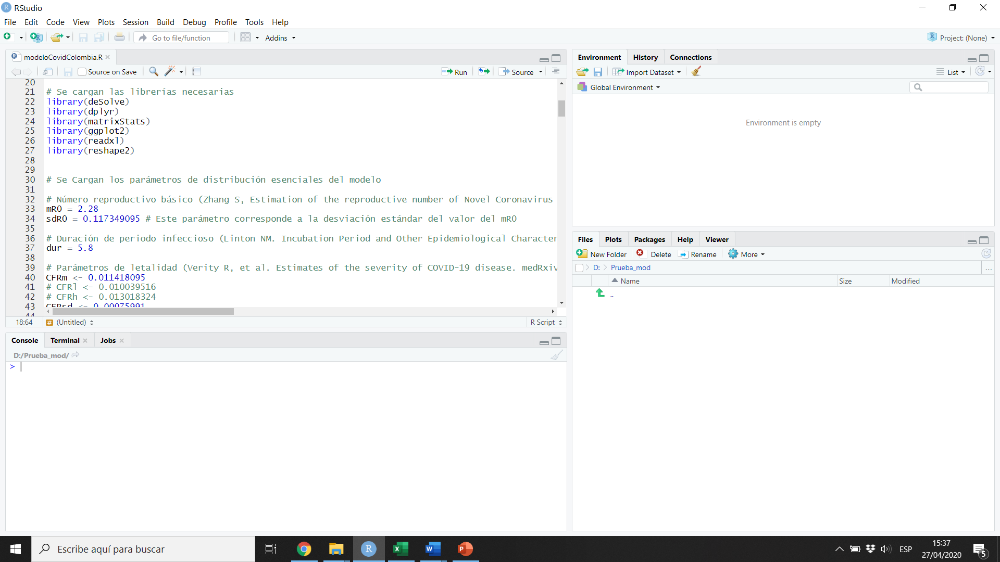 RStudio
File Edit Code View Plots Session Build Debug Profile Tools Help
Go to file/function Addins Project: (None)
modeloCovidColombia.R
Source on Save Run Source
20
21 # Se cargan las librerías necesarias
22 library(deSolve)
23 library(dplyr)
24 library(matrixStats)
25 library(ggplot2)
26 library(readxl)
27 library(reshape2)
28
29
30 # Se Cargan los parámetros de distribución esenciales del modelo
31
32 # Número reproductivo básico (Zhang S, Estimation of the reproductive number of Novel Coronavirus
33 mR0 = 2.28
34 sdR0 = 0.117349095 # Este parámetro corresponde a la desviación estándar del valor del mR0
35
36 # Duración de periodo infeccioso (Linton NM. Incubation Period and Other Epidemiological Character
37 dur = 5.8
38
39 # Parámetros de letalidad (Verity R, et al. Estimates of the severity of COVID-19 disease. medRxiv
40 CFRm <- 0.011418095
41 # CFRl <- 0.010039516
42 # CFRh <- 0.013018324
43 CFRsd <- 0.00075991
44
18:64 (Untitled) R Script
Console Terminal Jobs
D:/Prueba_mod/
>
Environment History Connections
Import Dataset List
Global Environment
Environment is empty
Files Plots Packages Help Viewer
New Folder Delete Rename More
D: Prueba_mod ...
Name Size Modified
..
Escribe aquí para buscar
ESP
15:37
27/04/2020
5